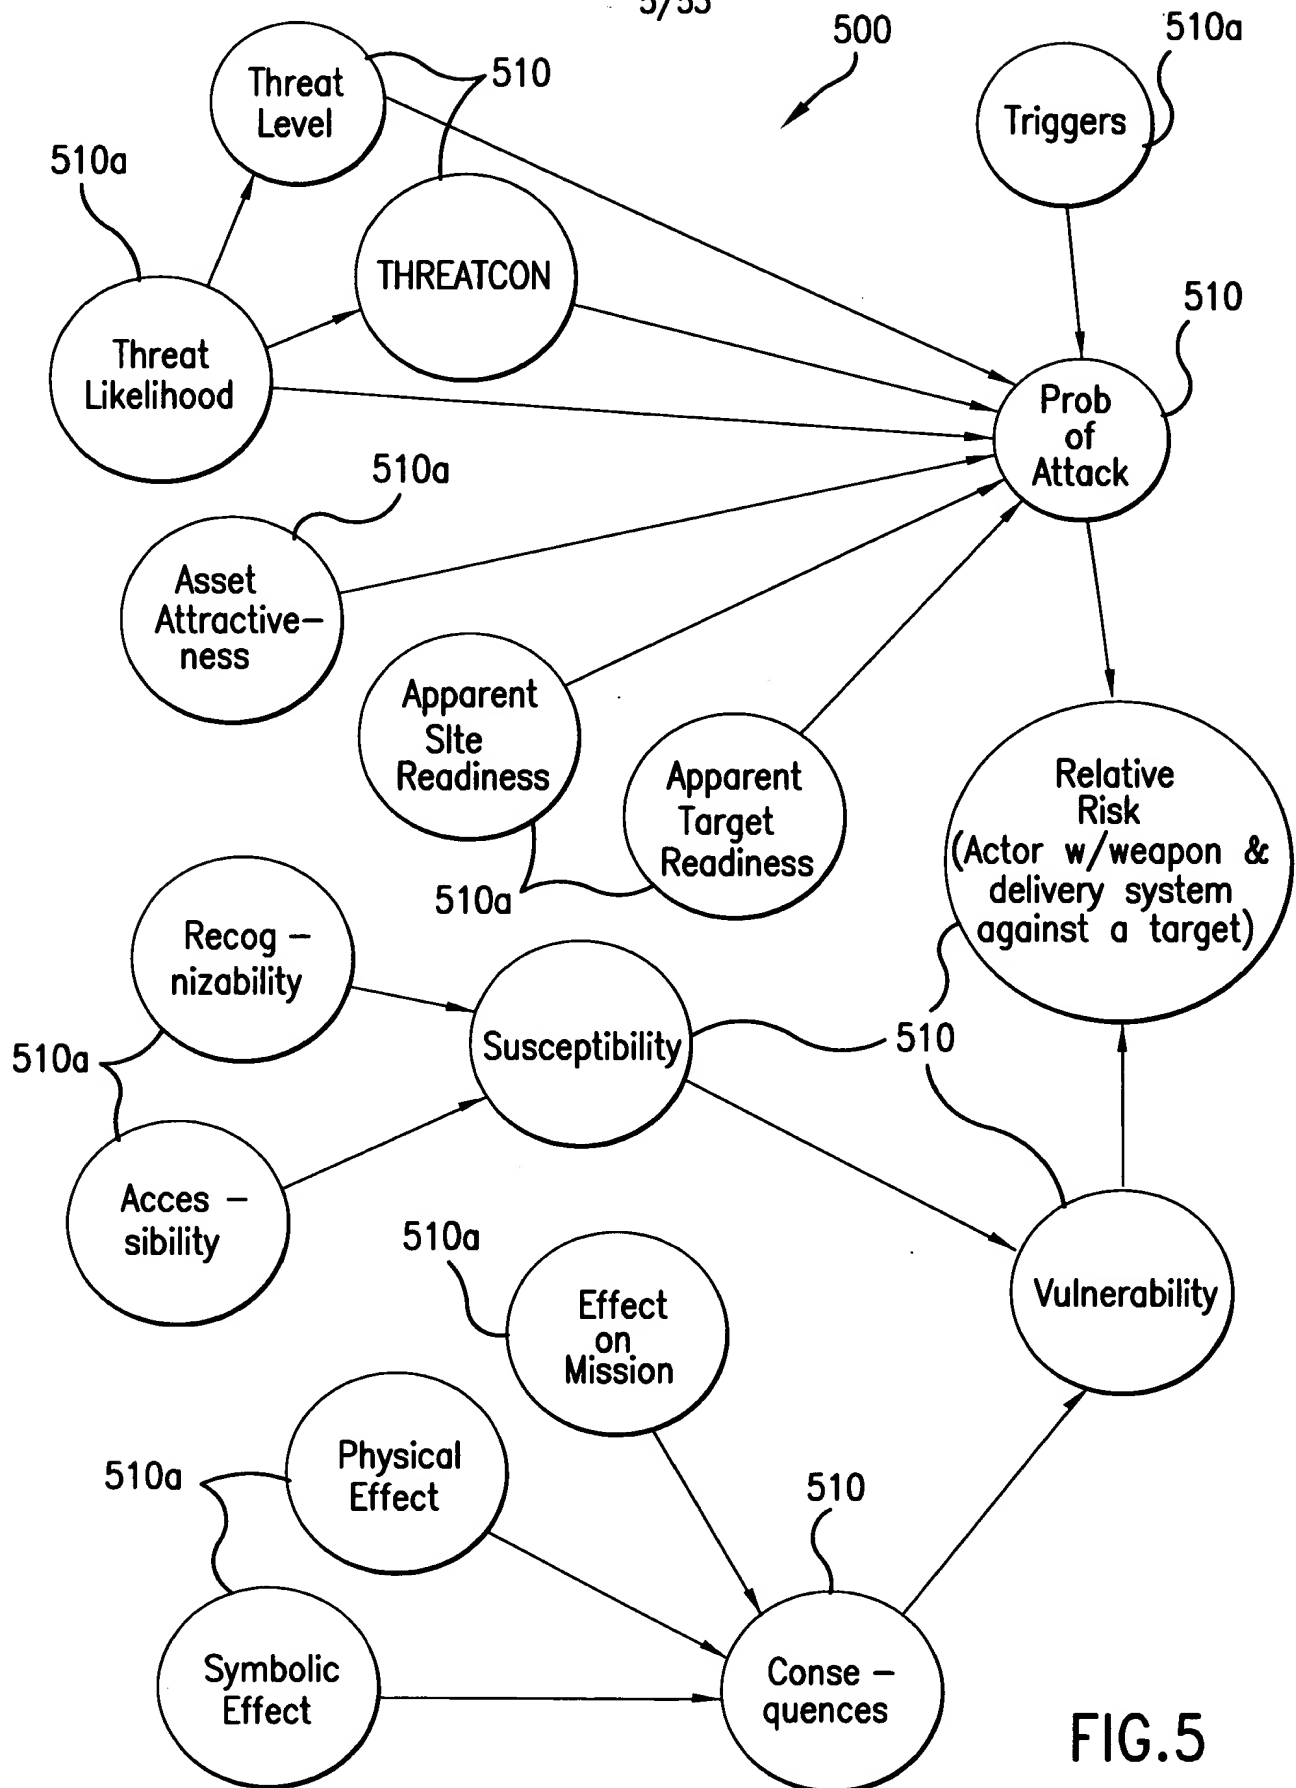 5/53
500
510a
Threat
Level
510
Triggers
510a
THREATCON
510
Threat
Likelihood
Prob
of
Attack
510a
Asset
Attractive–
ness
Apparent
SIte
Readiness
Apparent
Target
Readiness
Relative
Risk
(Actor w/weapon &
delivery system
against a target)
510a
Recog –
nizability
Susceptibility
510
510a
Acces –
sibility
510a
Effect
on
Mission
Vulnerability
Physical
Effect
510a
510
Symbolic
Effect
Conse –
quences
FIG.5